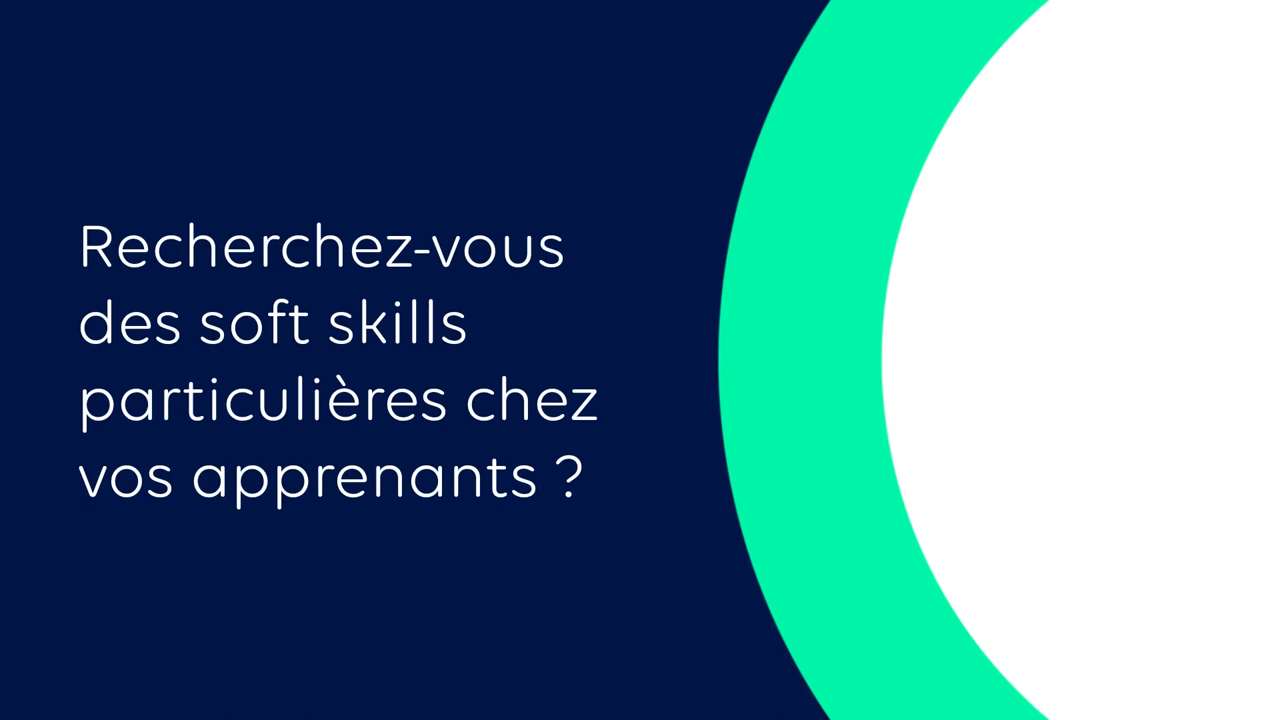 Recherchez-vous
des soft skills
particulières chez
vos apprenants ?